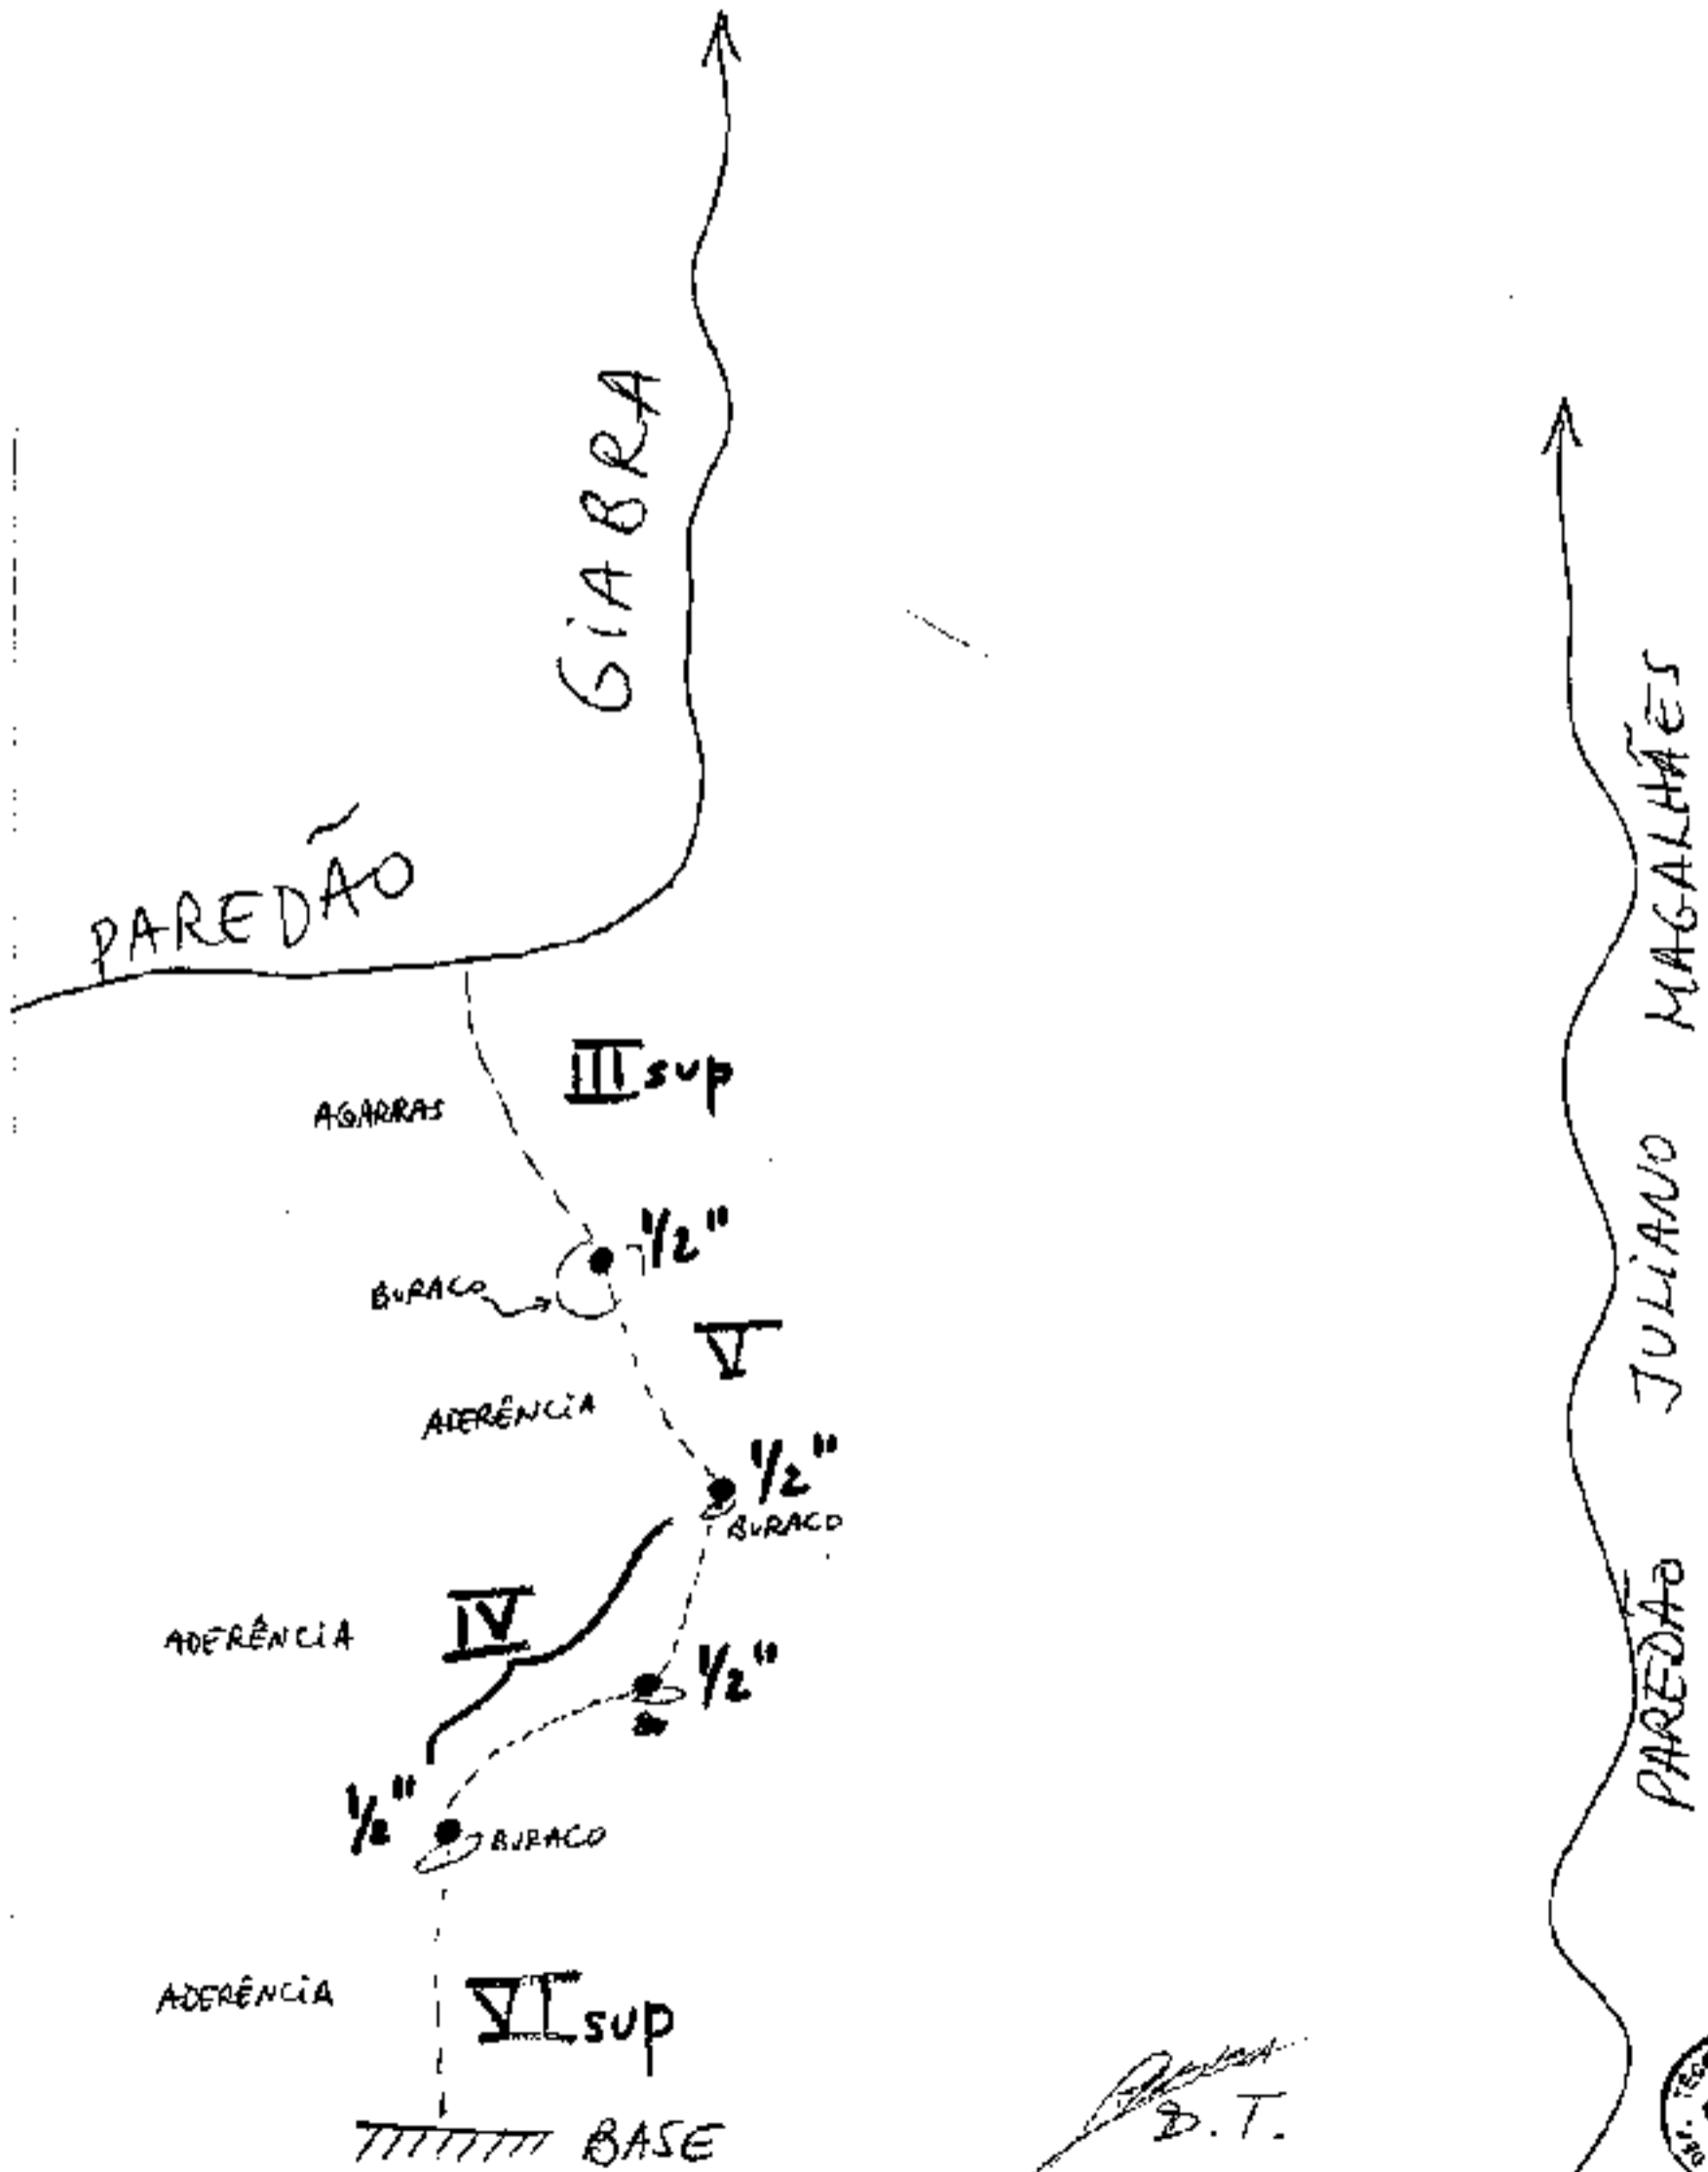 GiABRA
PAREDÃO
III sup
AGARRAS
1/2"
BURACO
V
ADERÊNCiA
1/2"
BURACO
IV
ADERÊNCiA
1/2"
1/2"
BURACO
ADERÊNCiA
VI sup
BASE
D.T.
PAREDÃO JULiANO MAGALHÃES